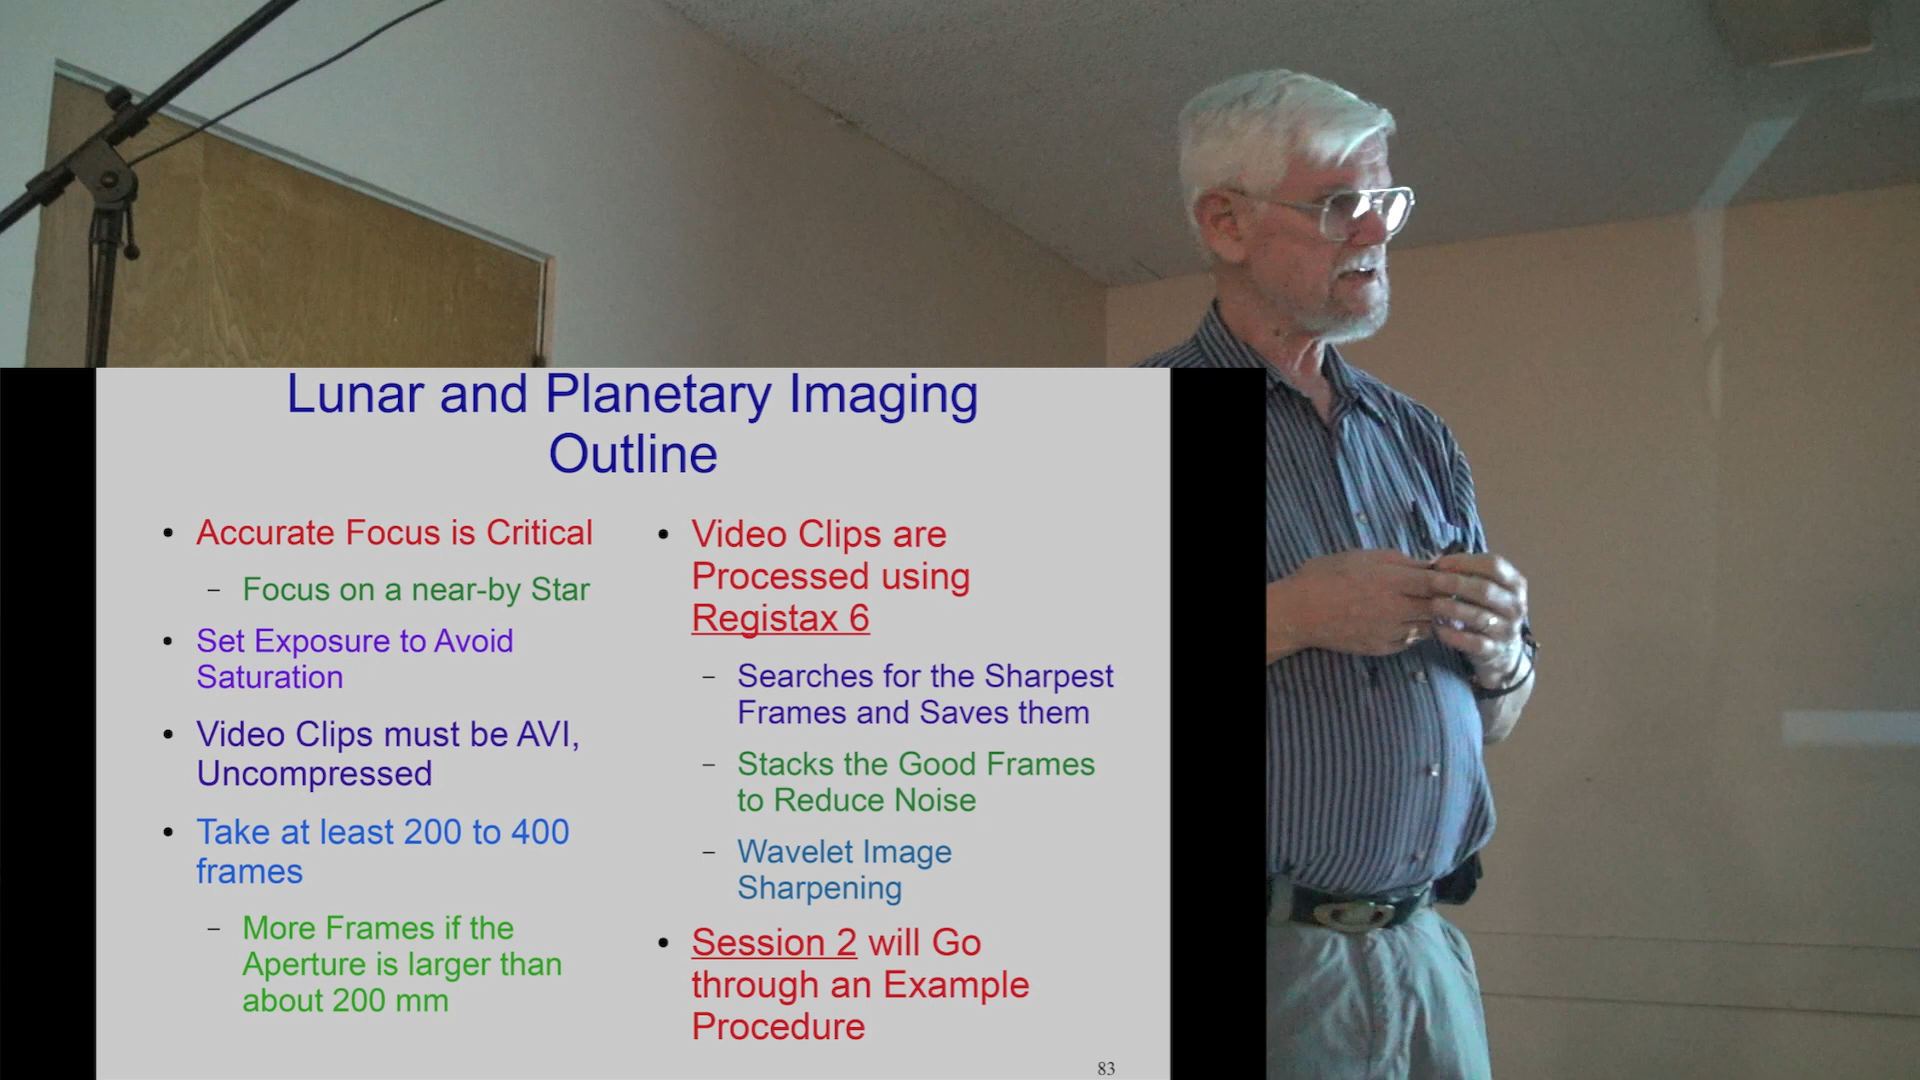 Lunar and Planetary Imaging
Outline
• Accurate Focus is Critical
– Focus on a near-by Star
• Set Exposure to Avoid
Saturation
• Video Clips must be AVI,
Uncompressed
• Take at least 200 to 400
frames
– More Frames if the
Aperture is larger than
about 200 mm
• Video Clips are
Processed using
Registax 6
– Searches for the Sharpest
Frames and Saves them
– Stacks the Good Frames
to Reduce Noise
– Wavelet Image
Sharpening
• Session 2 will Go
through an Example
Procedure
83